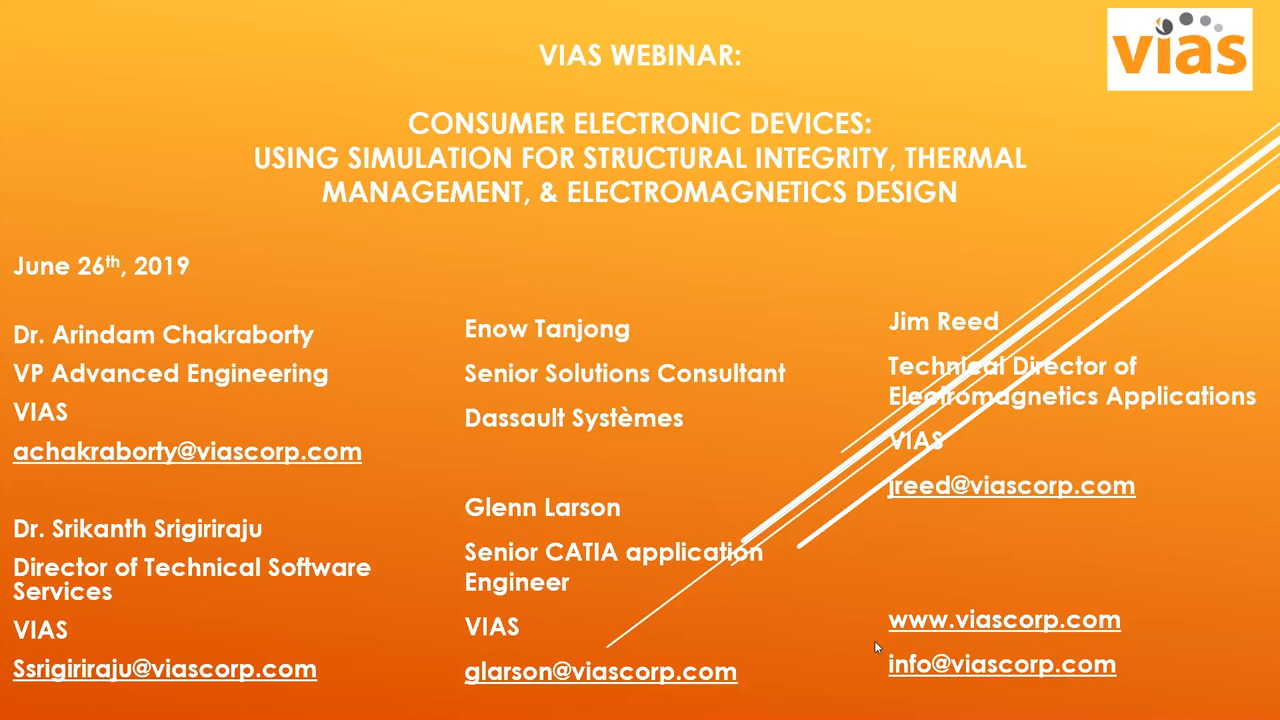 vias
VIAS WEBINAR:
CONSUMER ELECTRONIC DEVICES:
USING SIMULATION FOR STRUCTURAL INTEGRITY, THERMAL
MANAGEMENT, & ELECTROMAGNETICS DESIGN
June 26th, 2019
Dr. Arindam Chakraborty
VP Advanced Engineering
VIAS
achakraborty@viascorp.com
Dr. Srikanth Srigiriraju
Director of Technical Software
Services
VIAS
Ssrigiriraju@viascorp.com
Enow Tanjong
Senior Solutions Consultant
Dassault Systèmes
Glenn Larson
Senior CATIA application
Engineer
VIAS
glarson@viascorp.com
Jim Reed
Technical Director of
Electromagnetics Applications
VIAS
jreed@viascorp.com
www.viascorp.com
info@viascorp.com